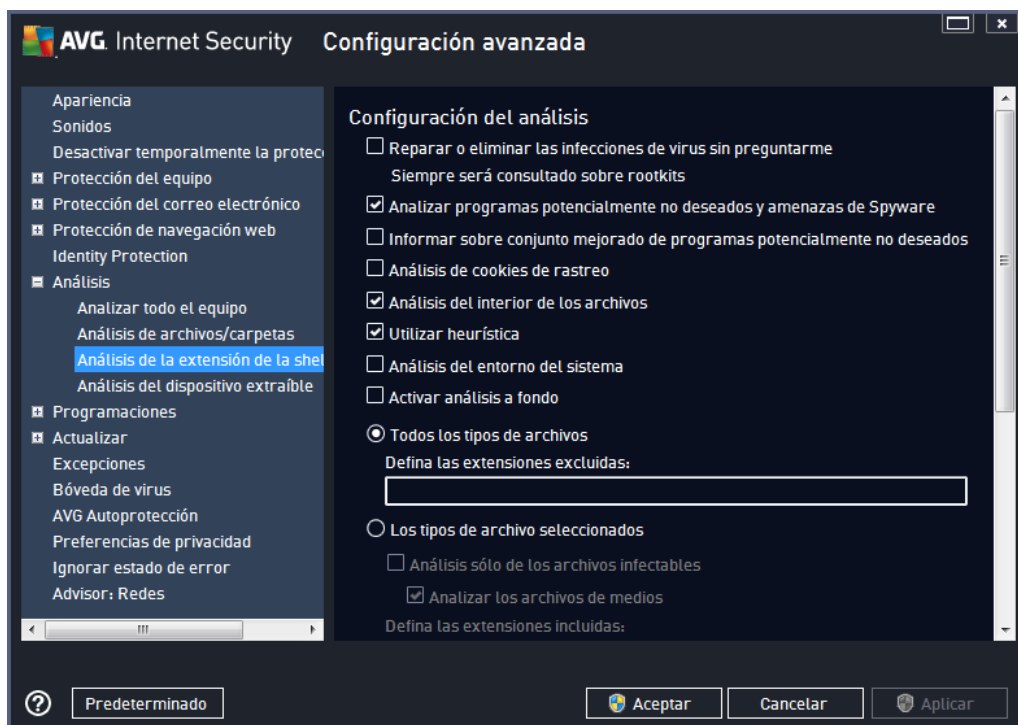 AVG. Internet Security Configuración avanzada
Apariencia
Sonidos
Desactivar temporalmente la protec
Protección del equipo
Protección del correo electrónico
Protección de navegación web
Identity Protection
Análisis
Analizar todo el equipo
Análisis de archivos/carpetas
Análisis de la extensión de la shel
Análisis del dispositivo extraíble
Programaciones
Actualizar
Excepciones
Bóveda de virus
AVG Autoprotección
Preferencias de privacidad
Ignorar estado de error
Advisor: Redes
Configuración del análisis
Reparar o eliminar las infecciones de virus sin preguntarme
Siempre será consultado sobre rootkits
Analizar programas potencialmente no deseados y amenazas de Spyware
Informar sobre conjunto mejorado de programas potencialmente no deseados
Análisis de cookies de rastreo
Análisis del interior de los archivos
Utilizar heurística
Análisis del entorno del sistema
Activar análisis a fondo
Todos los tipos de archivos
Defina las extensiones excluidas:
Los tipos de archivo seleccionados
Análisis sólo de los archivos infectables
Analizar los archivos de medios
Defina las extensiones incluidas:
Predeterminado
Aceptar
Cancelar
Aplicar